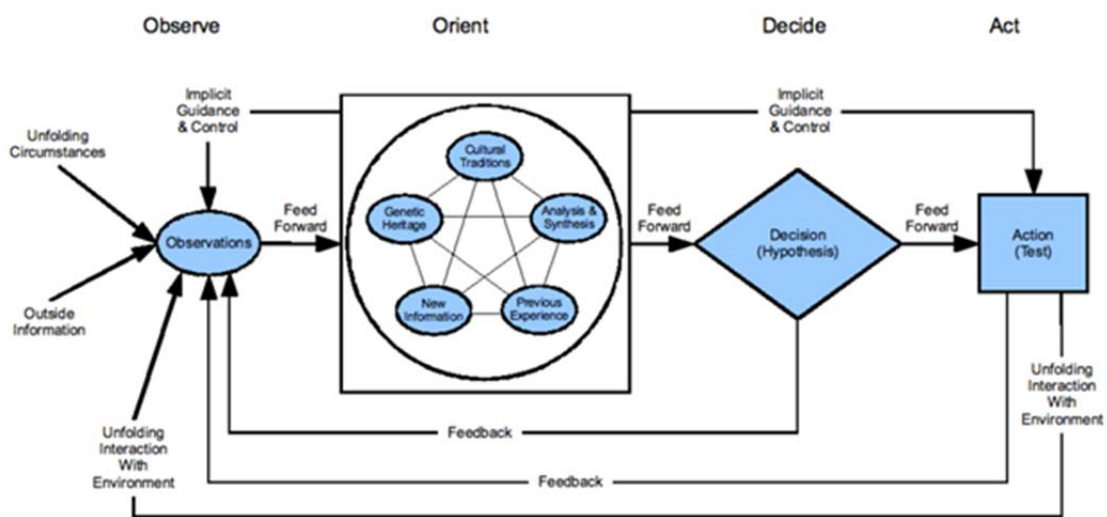 Observe
Orient
Decide
Act
Implicit
Guidance
& Control
Implicit
Guidance
& Control
Unfolding
Circumstances
Cultural
Traditions
Genetic
Heritage
Analysis &
Synthesis
Observations
Feed
Forward
Feed
Forward
Decision
(Hypothesis)
Feed
Forward
Action
(Test)
New
Information
Previous
Experience
Outside
Information
Unfolding
Interaction
With
Environment
Unfolding
Interaction
With
Environment
Feedback
Feedback